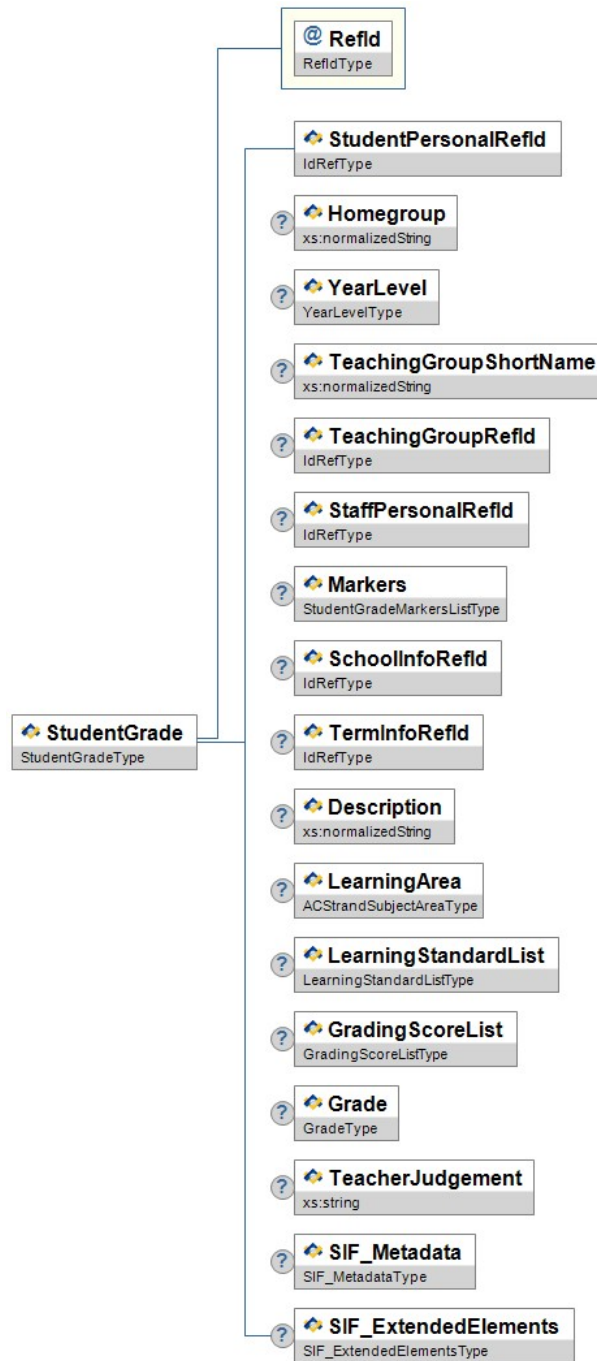 @ RefId
RefIdType
StudentPersonalRefId
IdRefType
? Homegroup
xs:normalizedString
? YearLevel
YearLevelType
? TeachingGroupShortName
xs:normalizedString
? TeachingGroupRefId
IdRefType
? StaffPersonalRefId
IdRefType
? Markers
StudentGradeMarkersListType
? SchoolInfoRefId
IdRefType
StudentGrade
StudentGradeType
? TermInfoRefId
IdRefType
? Description
xs:normalizedString
? LearningArea
ACStrandSubjectAreaType
? LearningStandardList
LearningStandardListType
? GradingScoreList
GradingScoreListType
? Grade
GradeType
? TeacherJudgement
xs:string
? SIF_Metadata
SIF_MetadataType
? SIF_ExtendedElements
SIF_ExtendedElementsType